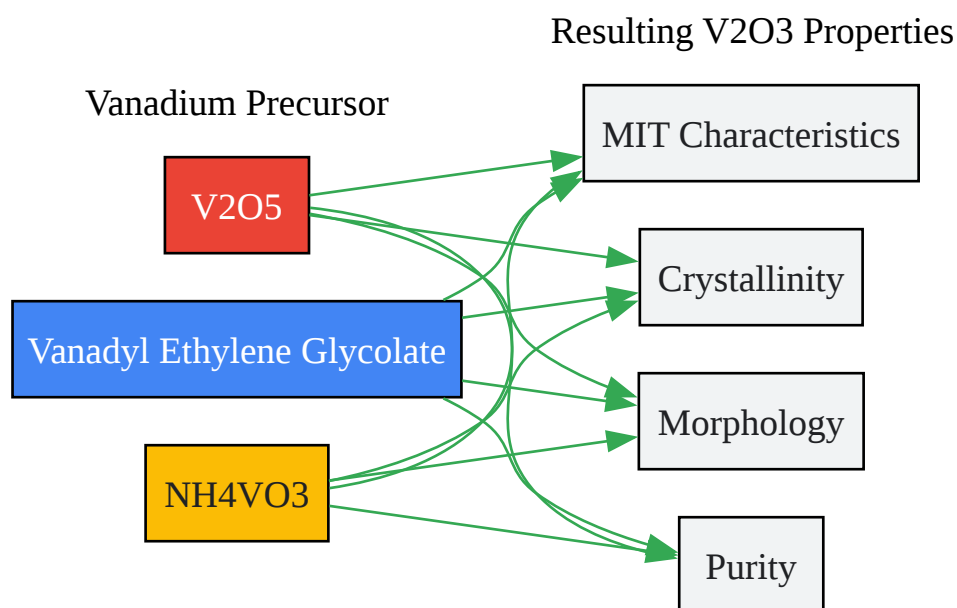 Resulting V2O3 Properties
Vanadium Precursor
MIT Characteristics
V2O5
Crystallinity
Vanadyl Ethylene Glycolate
Morphology
NH4VO3
Purity